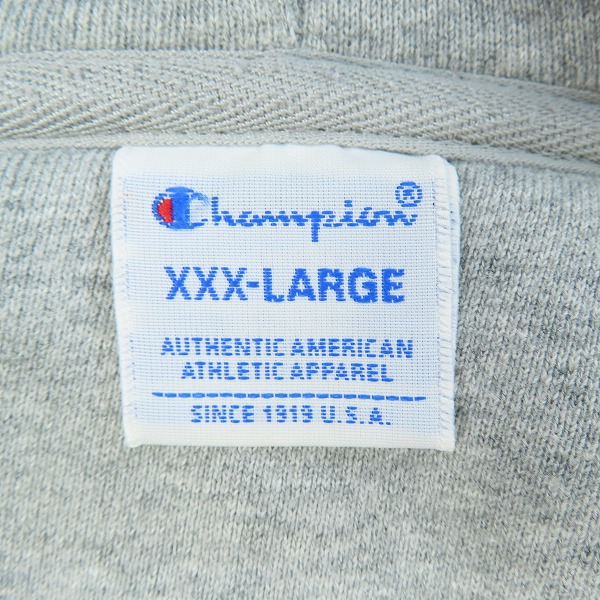 Champion®
XXX-LARGE
AUTHENTIC AMERICAN
ATHLETIC APPAREL
SINCE 1919 U.S.A.